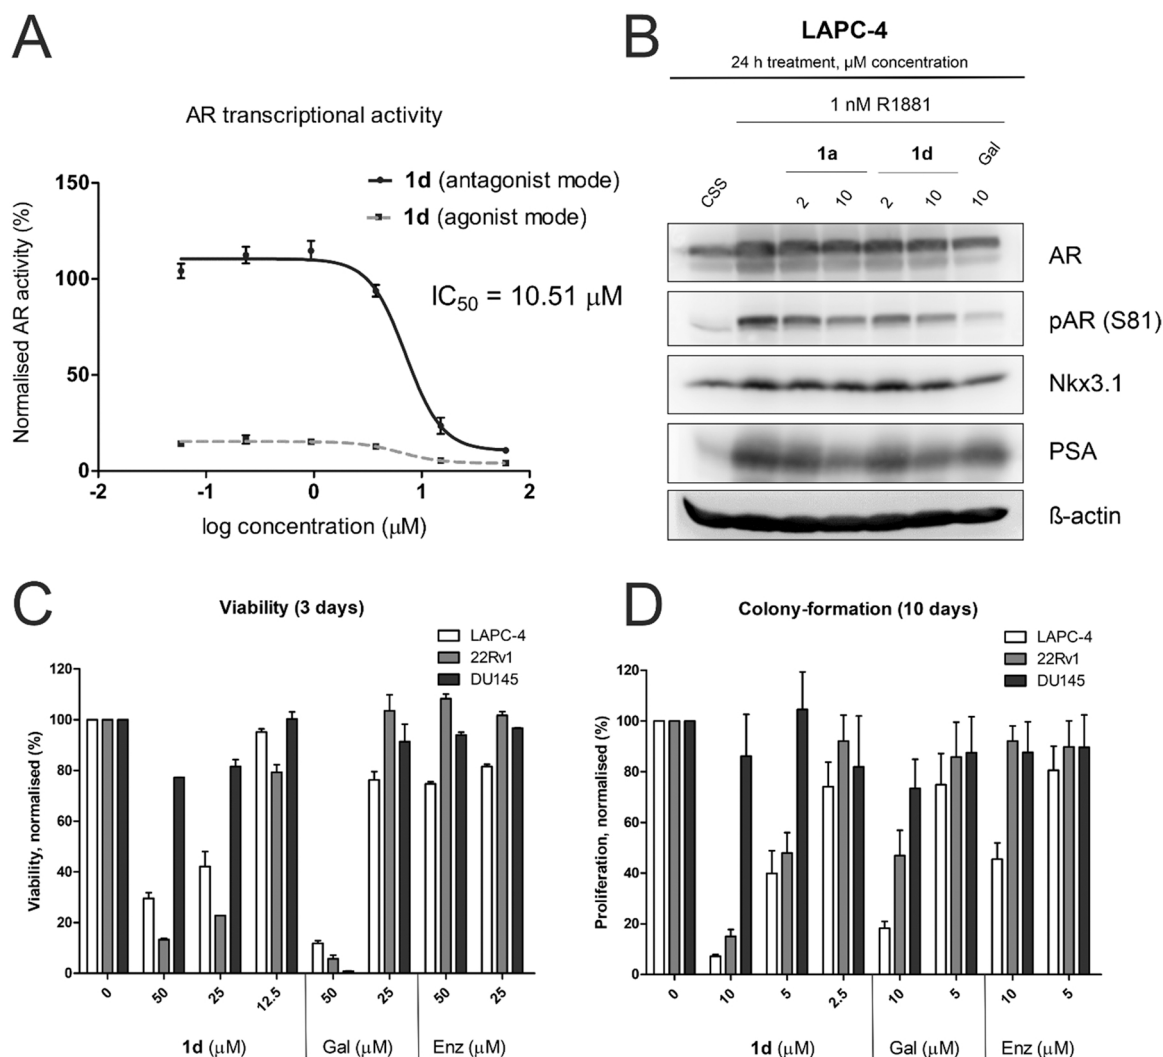 A
AR transcriptional activity
Normalised AR activity (%)
150
100
50
0
-2
-1
0
1
2
log concentration (µM)
1d (antagonist mode)
1d (agonist mode)
IC50 = 10.51 µM
B
LAPC-4
24 h treatment, µM concentration
1 nM R1881
1a
1d
Gal
CSS
2
10
2
10
10
AR
pAR (S81)
Nkx3.1
PSA
ß-actin
C
Viability (3 days)
LAPC-4
22Rv1
DU145
Viability, normalised (%)
120
100
80
60
40
20
0
0
50
25
12.5
50
25
50
25
1d (µM)
Gal (µM)
Enz (µM)
D
Colony-formation (10 days)
LAPC-4
22Rv1
DU145
Proliferation, normalised (%)
120
100
80
60
40
20
0
0
10
5
2.5
10
5
10
5
1d (µM)
Gal (µM)
Enz (µM)